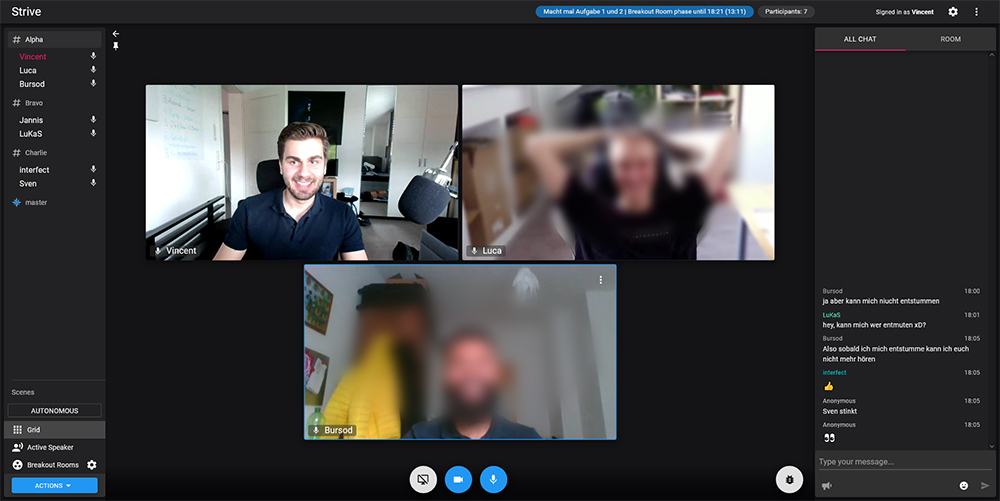 Strive
Macht mal Aufgabe 1 und 2 | Breakout Room phase until 18:21 (13:11)
Participants: 7
Signed in as Vincent
# Alpha
Vincent
Luca
Bursod
# Bravo
Jannis
LuKaS
# Charlie
interfect
Sven
master
Scenes
AUTONOMOUS
Grid
Active Speaker
Breakout Rooms
ACTIONS
Vincent
Luca
Bursod
ALL CHAT
ROOM
Bursod 18:00
ja aber kann mich niucht entstummen
LuKaS 18:01
hey, kann mich wer entmuten xD?
Bursod 18:05
Also sobald ich mich entstumme kann ich euch
nicht mehr hören
interfect 18:05
👍
Anonymous 18:05
Sven stinkt
Anonymous 18:05
👀
Type your message...